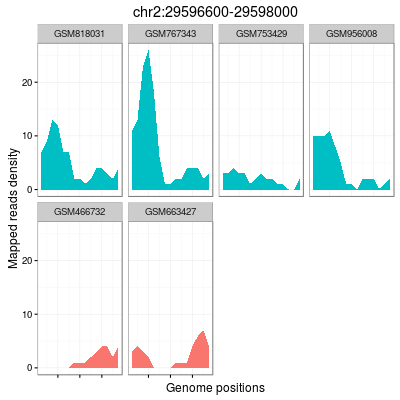 chr2:29596600-29598000
GSM818031 GSM767343 GSM753429 GSM956008
20
10
0
Mapped reads density
GSM466732 GSM663427
20
10
0
Genome positions